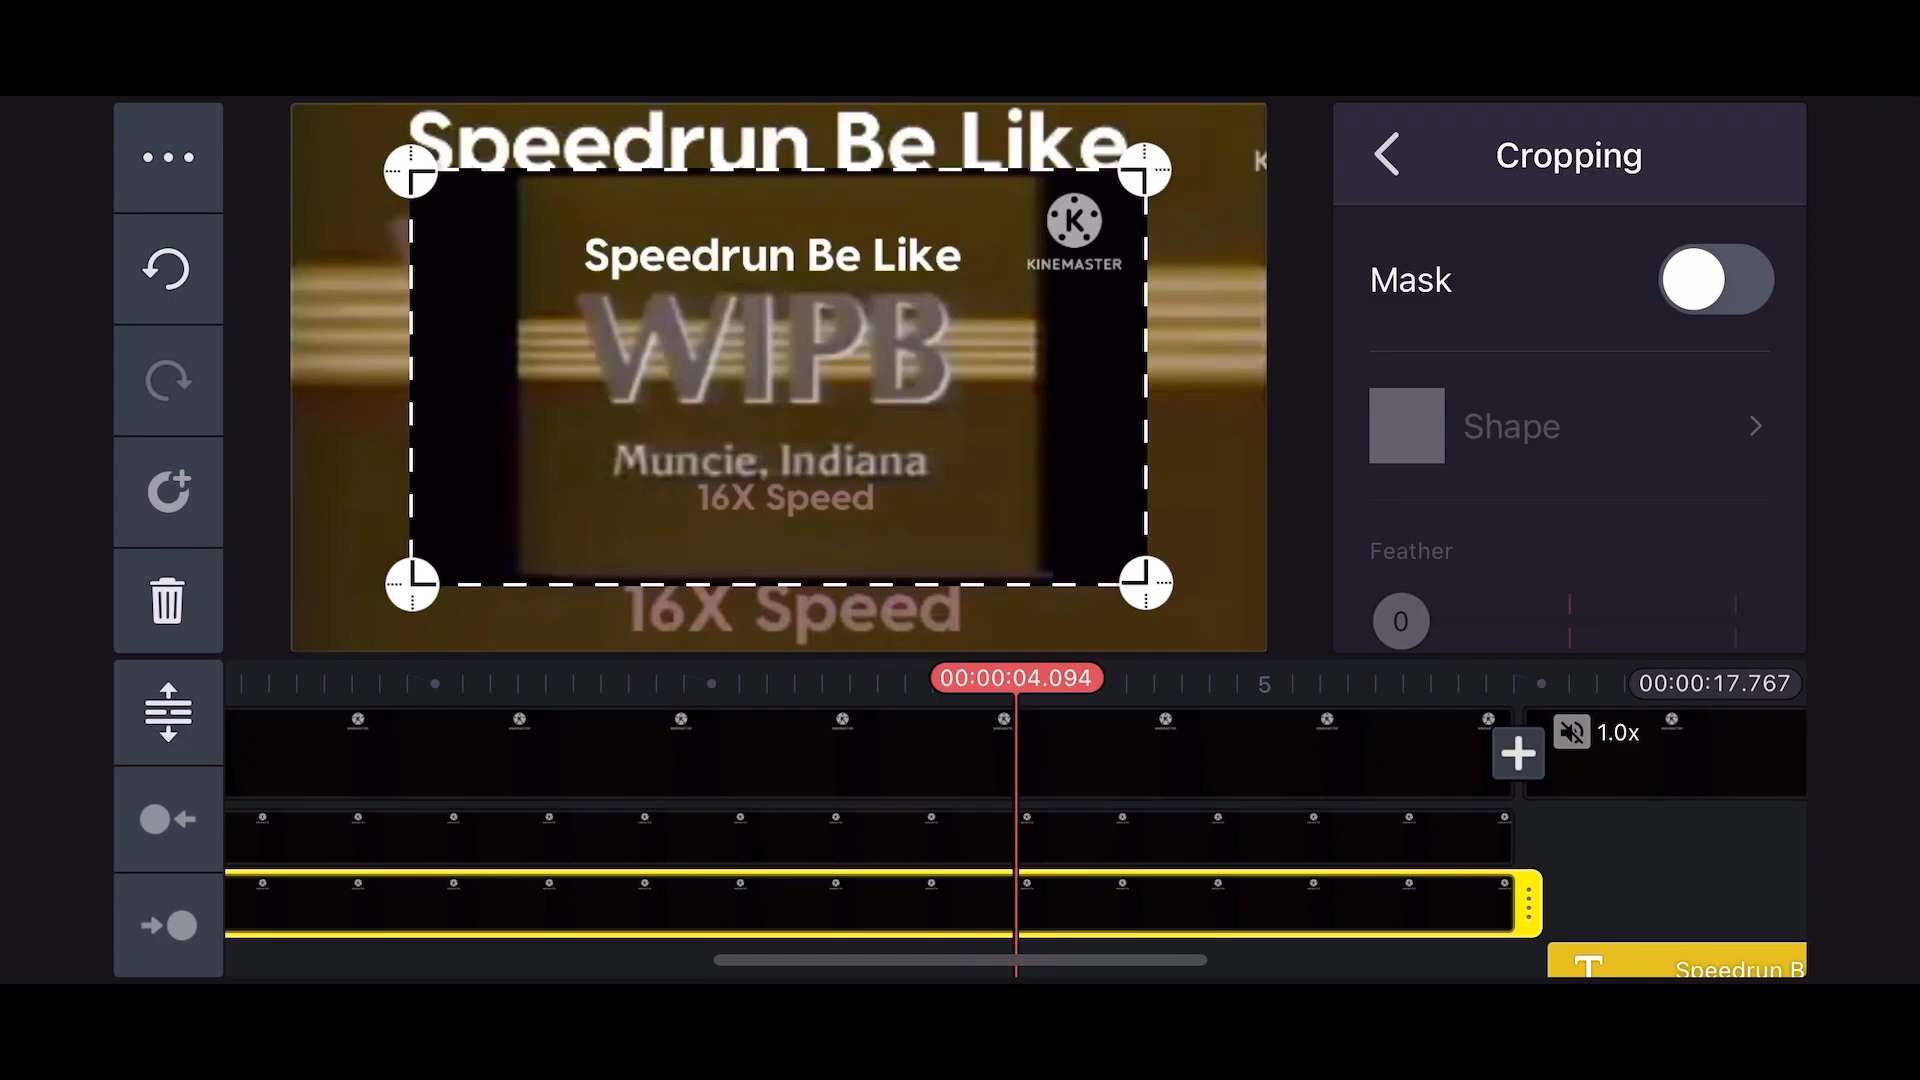 Speedrun Be Like
K
Cropping
K
KINEMASTER
Speedrun Be Like
Mask
WIPB
Shape
Muncie, Indiana
16X Speed
Feather
16X Speed
0
00:00:04.094
5
00:00:17.767
1.0x
T
Speedrun B